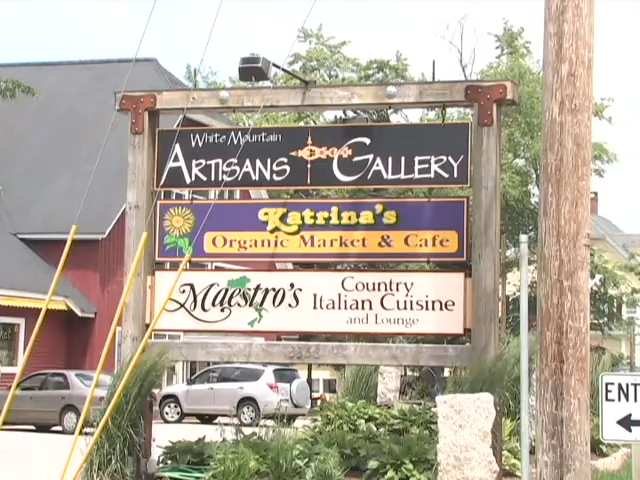 White Mountain
ARTISANS GALLERY
Katrina's
Organic Market & Cafe
Maestro's
Country
Italian Cuisine
and Lounge
ENT